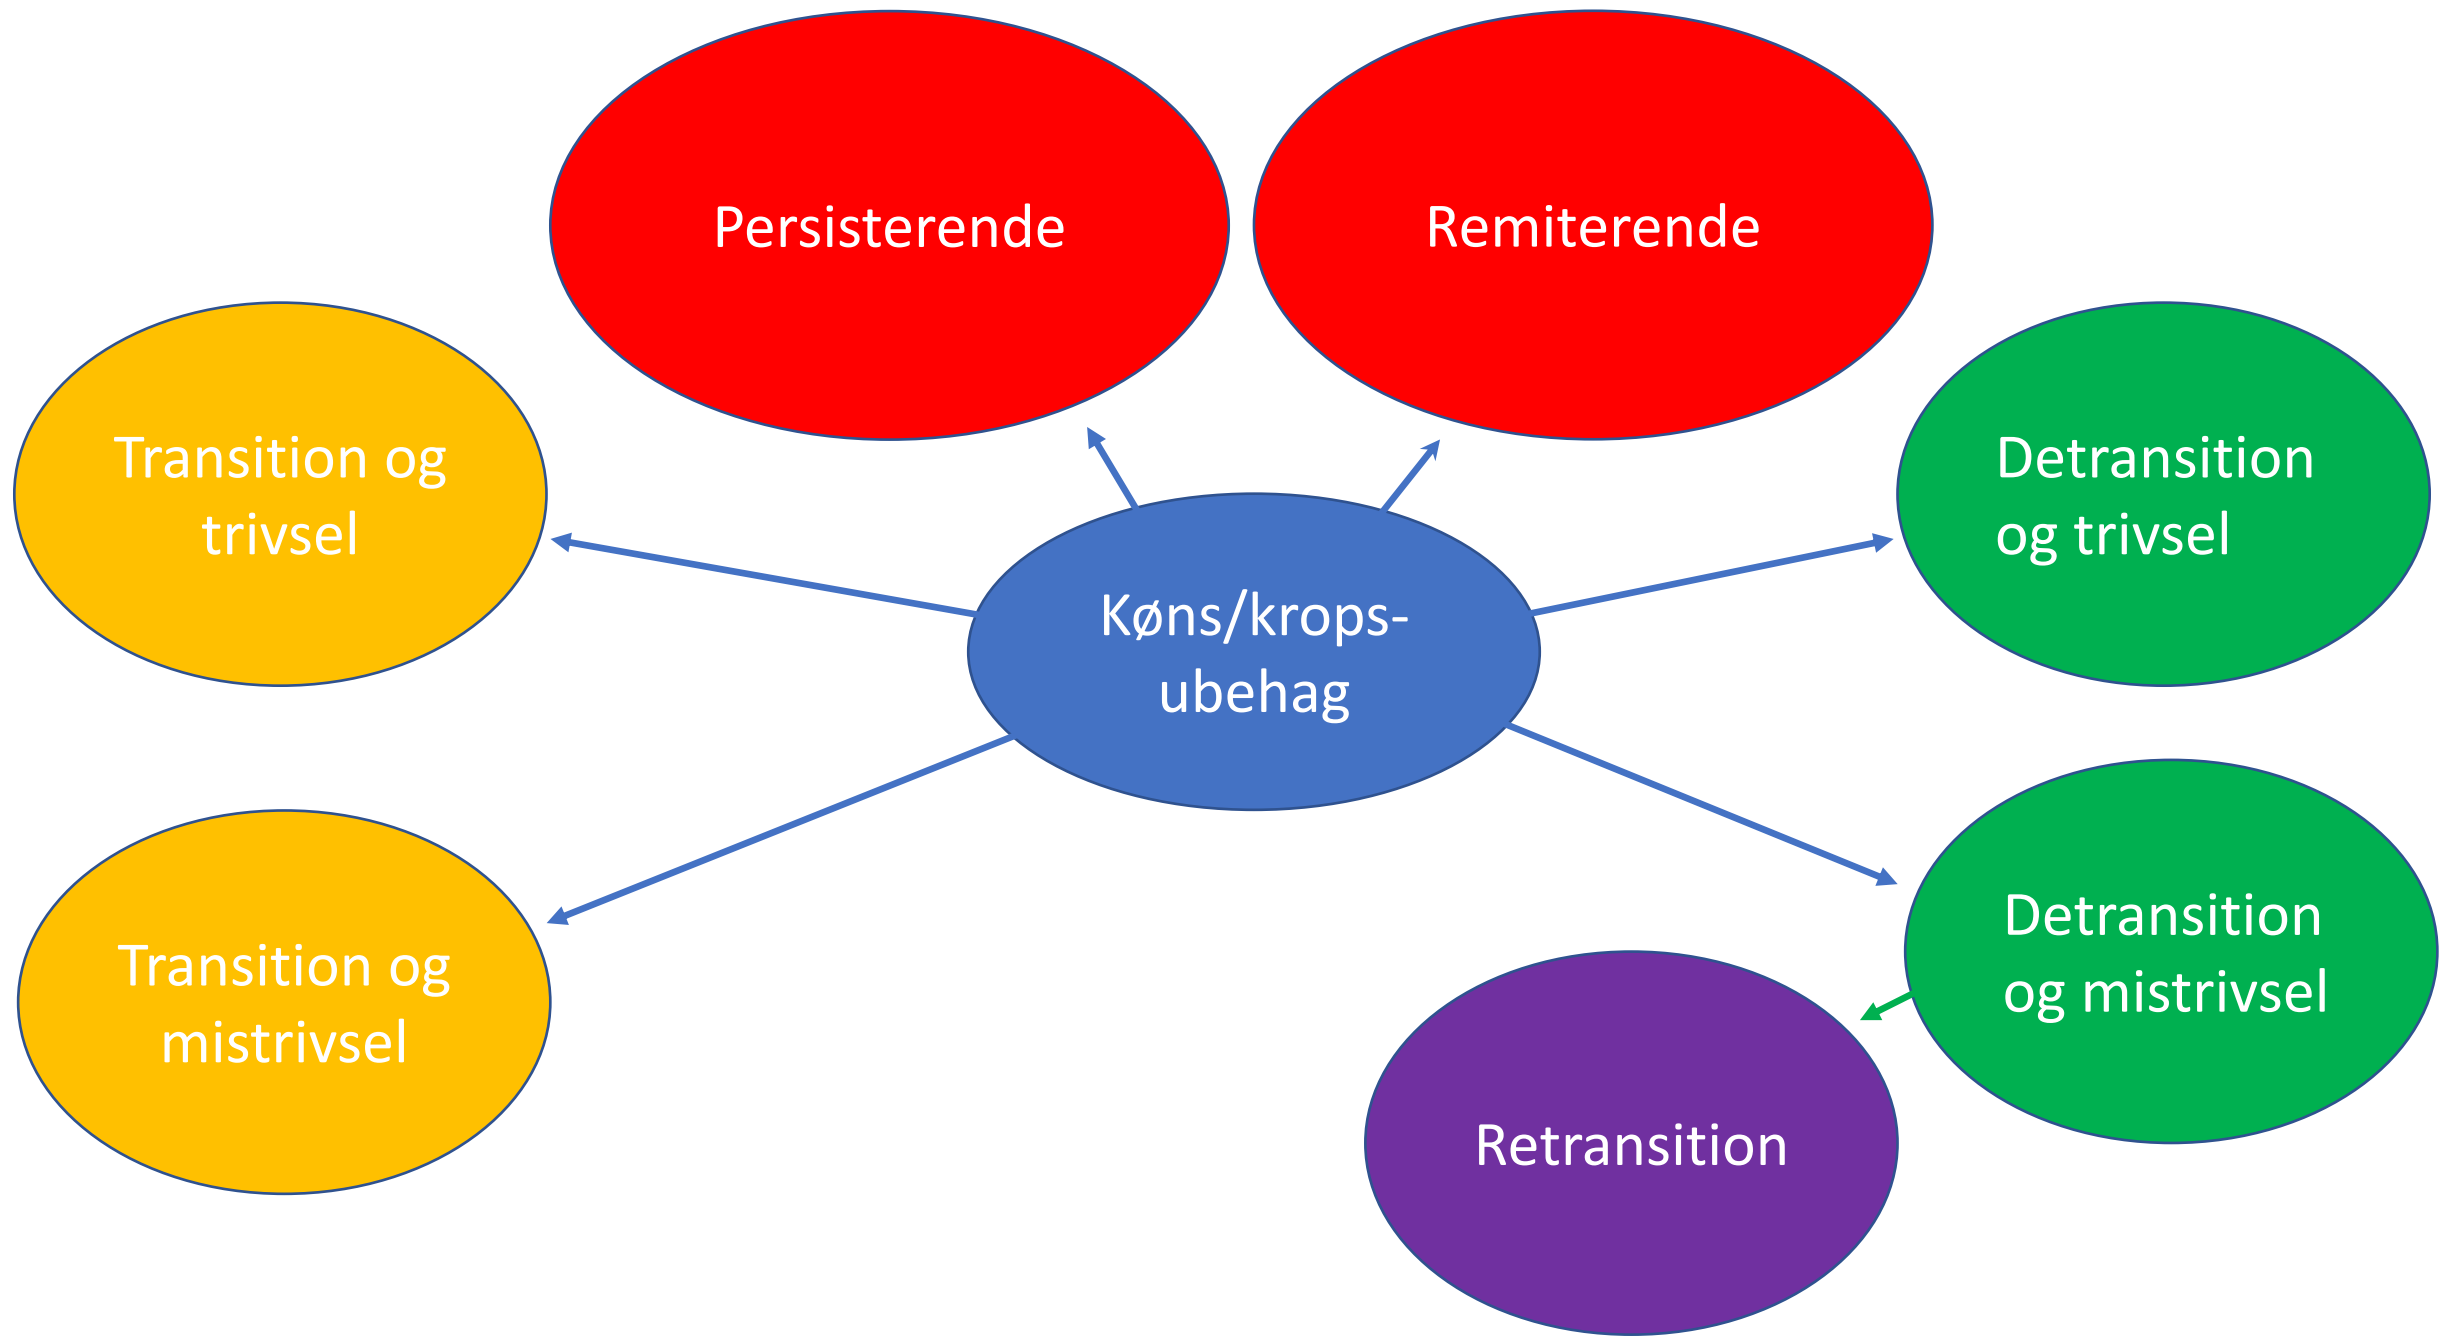 Persisterende
Remiterende
Transition og
trivsel
Detransition
og trivsel
Køns/krops-
ubehag
Transition og
mistrivsel
Detransition
og mistrivsel
Retransition